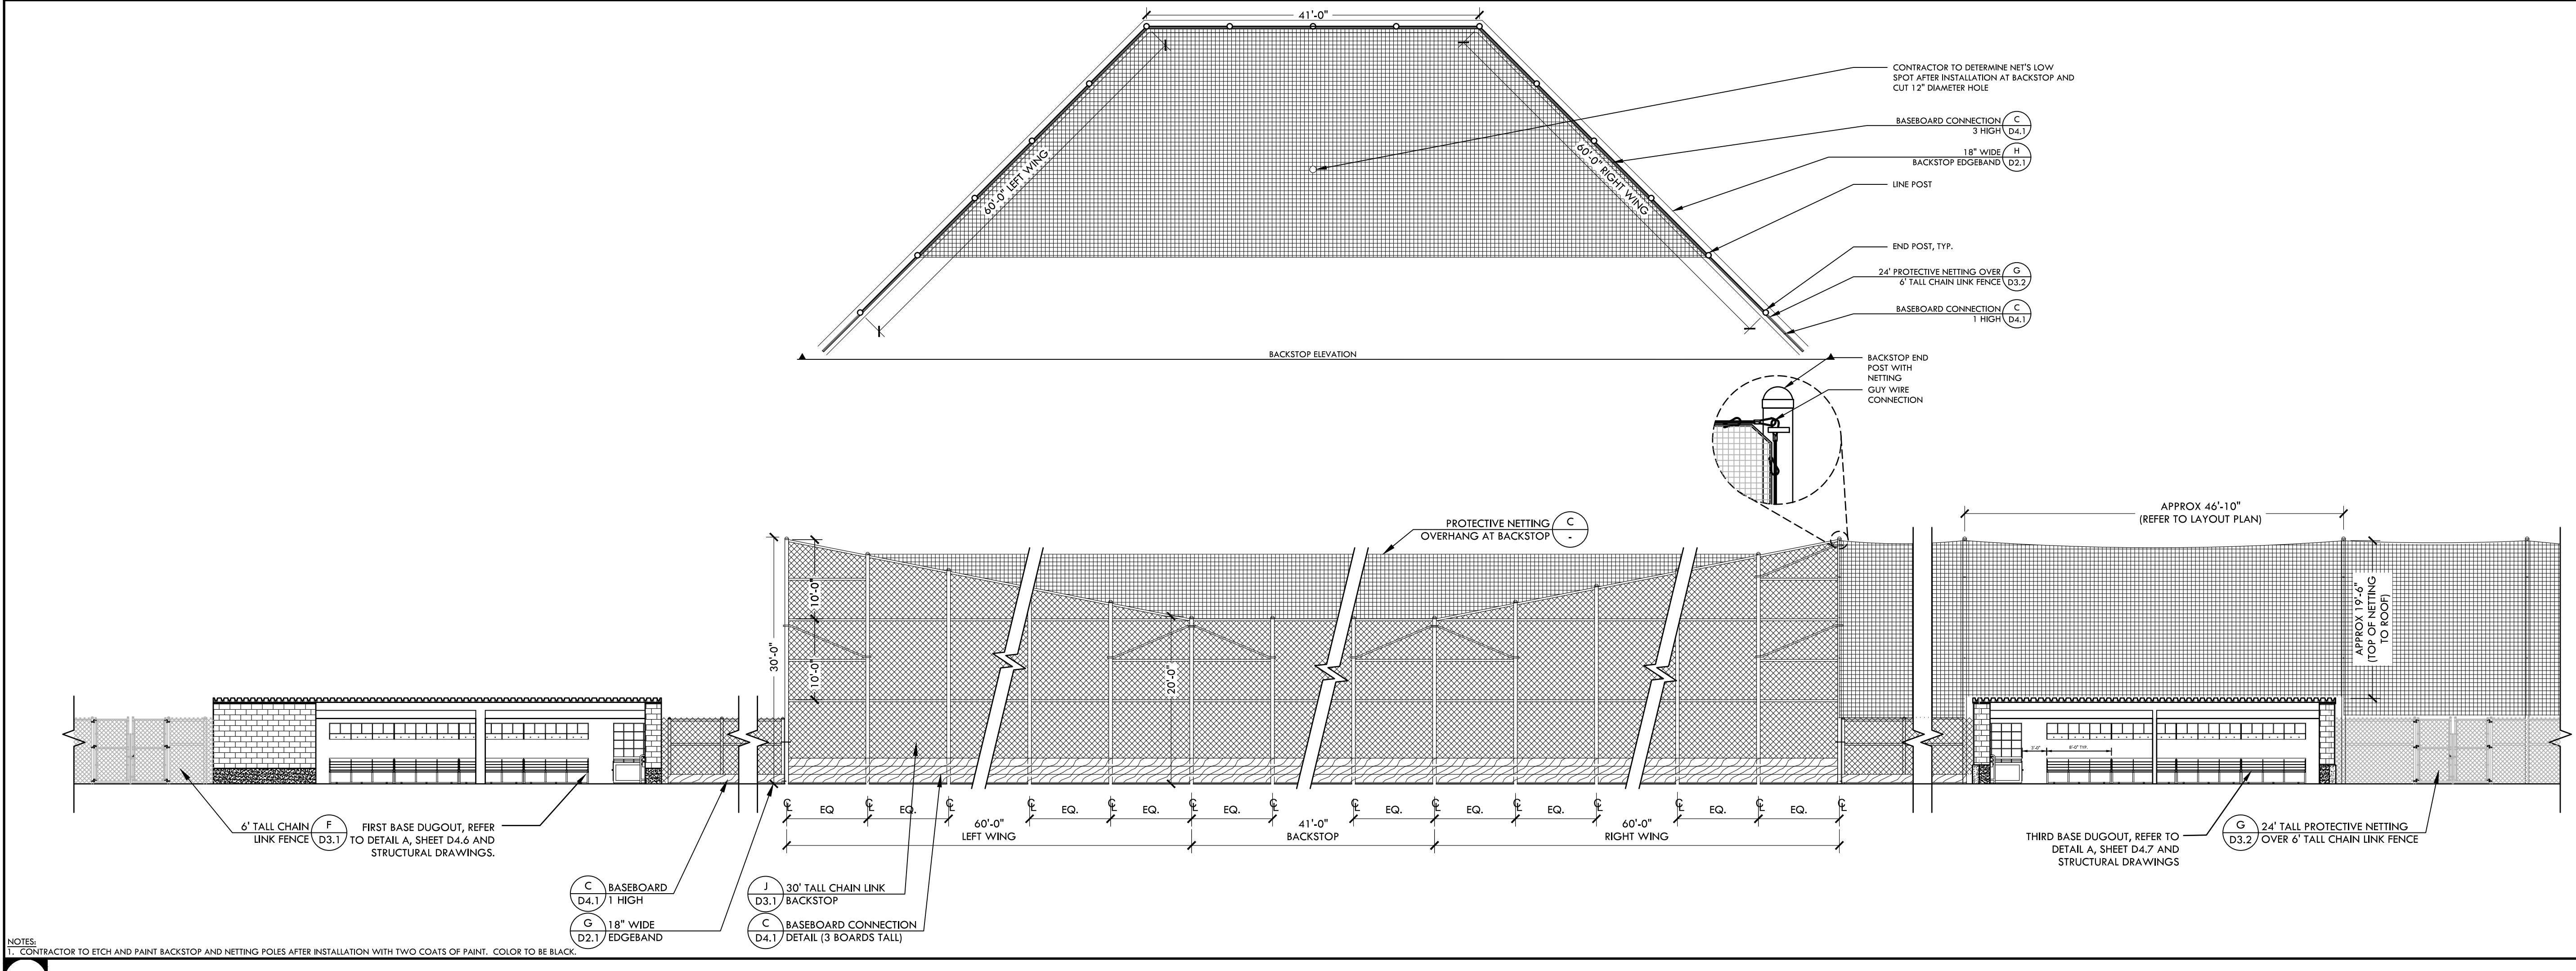 41'-0"
CONTRACTOR TO DETERMINE NET'S LOW
SPOT AFTER INSTALLATION AT BACKSTOP AND
CUT 12" DIAMETER HOLE
BASEBOARD CONNECTION
3 HIGH
C
D4.1
18" WIDE
BACKSTOP EDGEBAND
H
D2.1
LINE POST
60'-0" LEFT WING
60'-0" RIGHT WING
END POST, TYP.
24' PROTECTIVE NETTING OVER
6' TALL CHAIN LINK FENCE
G
D3.2
BASEBOARD CONNECTION
1 HIGH
C
D4.1
BACKSTOP ELEVATION
BACKSTOP END
POST WITH
NETTING
GUY WIRE
CONNECTION
PROTECTIVE NETTING
OVERHANG AT BACKSTOP
C
-
APPROX 46'-10"
(REFER TO LAYOUT PLAN)
30'-0"
10'-0"
10'-0"
20'-0"
APPROX 19'-6"
(TOP OF NETTING
TO ROOF)
3'-0"
8'-0" TYP.
℄ EQ ℄ EQ. ℄ ℄ EQ. ℄ EQ. ℄ EQ. ℄ ℄ EQ. ℄ EQ. ℄ EQ. ℄ ℄ EQ. ℄ EQ. ℄
60'-0"
LEFT WING
41'-0"
BACKSTOP
60'-0"
RIGHT WING
6' TALL CHAIN
LINK FENCE
F
D3.1
FIRST BASE DUGOUT, REFER
TO DETAIL A, SHEET D4.6 AND
STRUCTURAL DRAWINGS.
THIRD BASE DUGOUT, REFER TO
DETAIL A, SHEET D4.7 AND
STRUCTURAL DRAWINGS
G
D3.2
24' TALL PROTECTIVE NETTING
OVER 6' TALL CHAIN LINK FENCE
C
D4.1
BASEBOARD
1 HIGH
J
D3.1
30' TALL CHAIN LINK
BACKSTOP
G
D2.1
18" WIDE
EDGEBAND
C
D4.1
BASEBOARD CONNECTION
DETAIL (3 BOARDS TALL)
NOTES:
1. CONTRACTOR TO ETCH AND PAINT BACKSTOP AND NETTING POLES AFTER INSTALLATION WITH TWO COATS OF PAINT. COLOR TO BE BLACK.